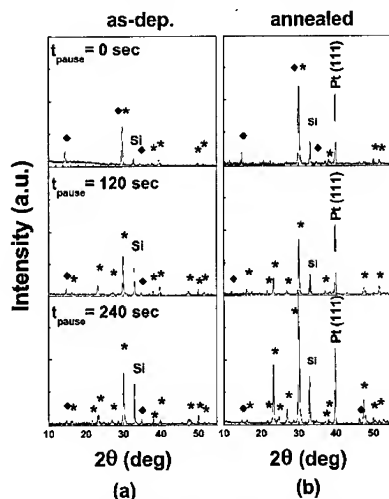 as-dep. annealed
t_pause = 0 sec
◆* ◆*
Si Si Pt (111)
◆ ◆ ** ** ◆ ◆ **
t_pause = 120 sec
* *
Si Si Pt (111)
◆* * * ◆ ** ** ◆ * ** * ◆* * *
t_pause = 240 sec
* *
Si Si Pt (111)
◆* ** * ◆ * * ** ◆* ** * ** * ◆* *
Intensity (a.u.)
10 20 30 40 50 10 20 30 40 50
2θ (deg) 2θ (deg)
(a) (b)